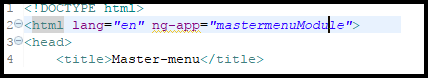 1 <!DOCTYPE html>
2 <html lang="en" ng-app="mastermenuModule">
3 <head>
4 <title>Master-menu</title>